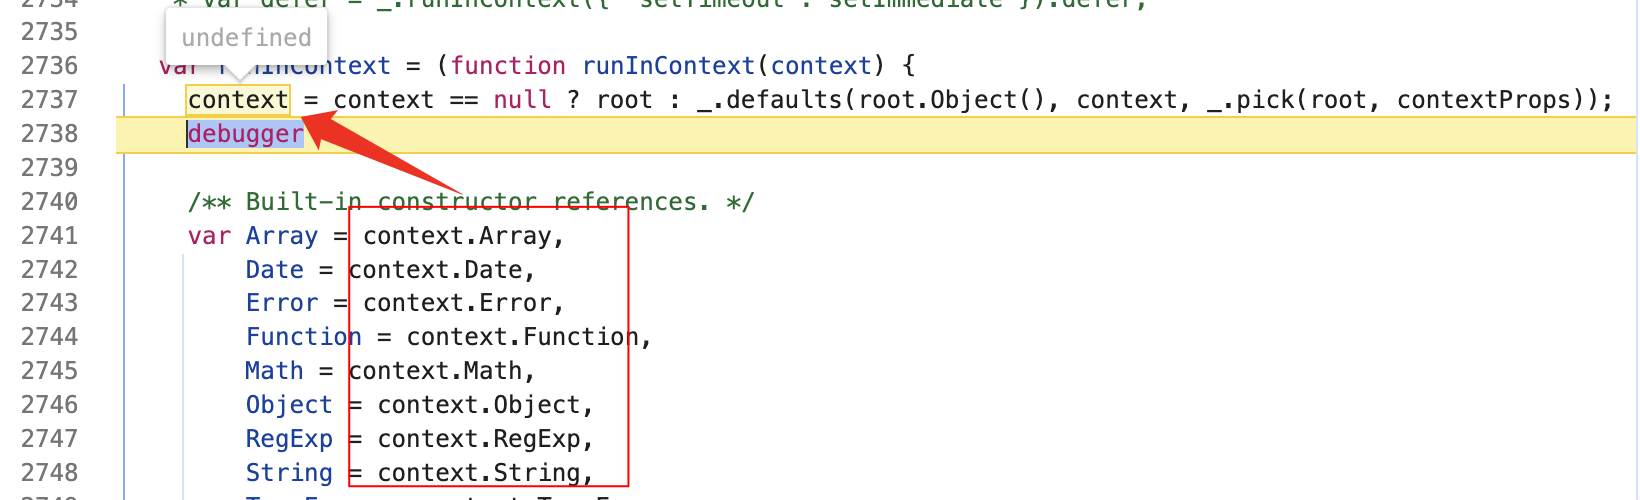 2734 * var defer = _.runInContext({ 'setTimeout': setImmediate }).defer;
2735
undefined
2736 var runInContext = (function runInContext(context) {
2737 context = context == null ? root : _.defaults(root.Object(), context, _.pick(root, contextProps));
2738 debugger
2739
2740 /** Built-in constructor references. */
2741 var Array = context.Array,
2742 Date = context.Date,
2743 Error = context.Error,
2744 Function = context.Function,
2745 Math = context.Math,
2746 Object = context.Object,
2747 RegExp = context.RegExp,
2748 String = context.String,